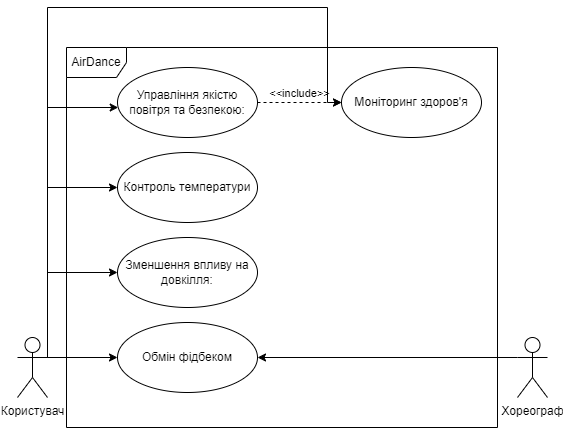 AirDance
Управління якістю
повітря та безпекою:
<<include>>
Моніторинг здоров'я
Контроль температури
Зменшення впливу на
довкілля:
Обмін фідбеком
Користувач
Хореограф